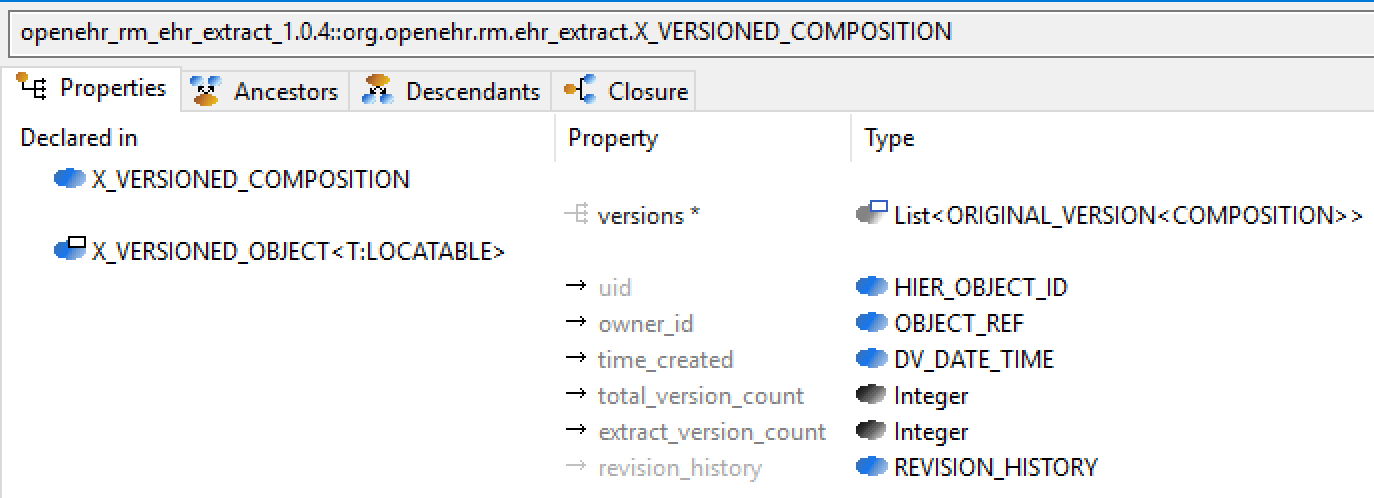 openehr_rm_ehr_extract_1.0.4::org.openehr.rm.ehr_extract.X_VERSIONED_COMPOSITION
Properties Ancestors Descendants Closure
Declared in Property Type
X_VERSIONED_COMPOSITION
versions * List<ORIGINAL_VERSION<COMPOSITION>>
X_VERSIONED_OBJECT<T:LOCATABLE>
uid HIER_OBJECT_ID
owner_id OBJECT_REF
time_created DV_DATE_TIME
total_version_count Integer
extract_version_count Integer
revision_history REVISION_HISTORY